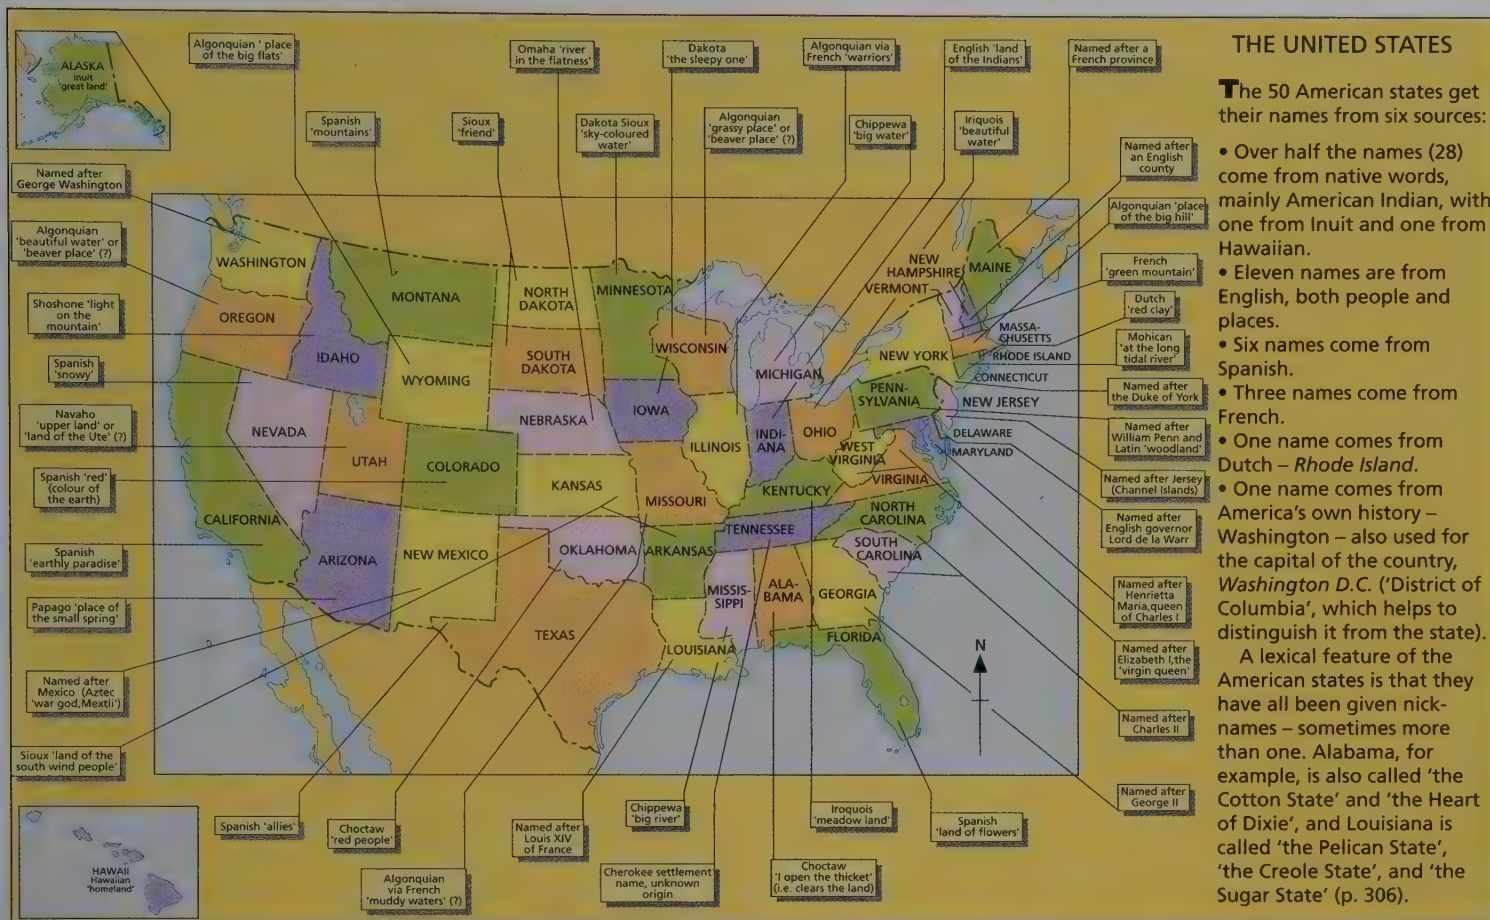 ALASKA
Inuit
'great land'
Algonquian ' place
of the big flats'
Omaha 'river
in the flatness'
Dakota
'the sleepy one'
Algonquian via
French 'warriors'
English 'land
of the Indians'
Named after a
French province
Spanish
'mountains'
Sioux
'friend'
Dakota Sioux
'sky-coloured
water'
Algonquian
'grassy place' or
'beaver place' (?)
Chippewa
'big water'
Iriquois
'beautiful
water'
Named after
an English
county
Named after
George Washington
Algonquian 'place
of the big hill'
Algonquian
'beautiful water' or
'beaver place' (?)
French
'green mountain'
Shoshone 'light
on the
mountain'
Dutch
'red clay'
Mohican
'at the long
tidal river'
Spanish
'snowy'
Named after
the Duke of York
Navaho
'upper land' or
'land of the Ute' (?)
Named after
William Penn and
Latin 'woodland'
Spanish 'red'
(colour of
the earth)
Named after Jersey
(Channel Islands)
Named after
English governor
Lord de la Warr
Spanish
'earthly paradise'
Named after
Henrietta
Maria,queen
of Charles I
Papago 'place of
the small spring'
Named after
Elizabeth I,the
'virgin queen'
Named after
Mexico (Aztec
'war god,Mextli')
Named after
Charles II
Sioux 'land of the
south wind people'
Named after
George II
WASHINGTON
OREGON
IDAHO
MONTANA
NORTH
DAKOTA
MINNESOTA
SOUTH
DAKOTA
WYOMING
WISCONSIN
MICHIGAN
NEW
HAMPSHIRE
VERMONT
MAINE
MASSA-
CHUSETTS
RHODE ISLAND
CONNECTICUT
NEW YORK
PENN-
SYLVANIA
NEW JERSEY
DELAWARE
MARYLAND
NEVADA
UTAH
COLORADO
NEBRASKA
IOWA
ILLINOIS
INDI-
ANA
OHIO
WEST
VIRGINIA
VIRGINIA
KANSAS
MISSOURI
KENTUCKY
CALIFORNIA
ARIZONA
NEW MEXICO
OKLAHOMA
ARKANSAS
TENNESSEE
NORTH
CAROLINA
SOUTH
CAROLINA
TEXAS
LOUISIANA
MISSIS-
SIPPI
ALA-
BAMA
GEORGIA
FLORIDA
N
HAWAII
Hawaiian
'homeland'
Spanish 'allies'
Choctaw
'red people'
Algonquian
via French
'muddy waters' (?)
Named after
Louis XIV
of France
Chippewa
'big river'
Cherokee settlement
name, unknown
origin
Choctaw
'I open the thicket'
(i.e. clears the land)
Iroquois
'meadow land'
Spanish
'land of flowers'
THE UNITED STATES
The 50 American states get
their names from six sources:
• Over half the names (28)
come from native words,
mainly American Indian, with
one from Inuit and one from
Hawaiian.
• Eleven names are from
English, both people and
places.
• Six names come from
Spanish.
• Three names come from
French.
• One name comes from
Dutch – Rhode Island.
• One name comes from
America's own history –
Washington – also used for
the capital of the country,
Washington D.C. ('District of
Columbia', which helps to
distinguish it from the state).
A lexical feature of the
American states is that they
have all been given nick-
names – sometimes more
than one. Alabama, for
example, is also called 'the
Cotton State' and 'the Heart
of Dixie', and Louisiana is
called 'the Pelican State',
'the Creole State', and 'the
Sugar State' (p. 306).